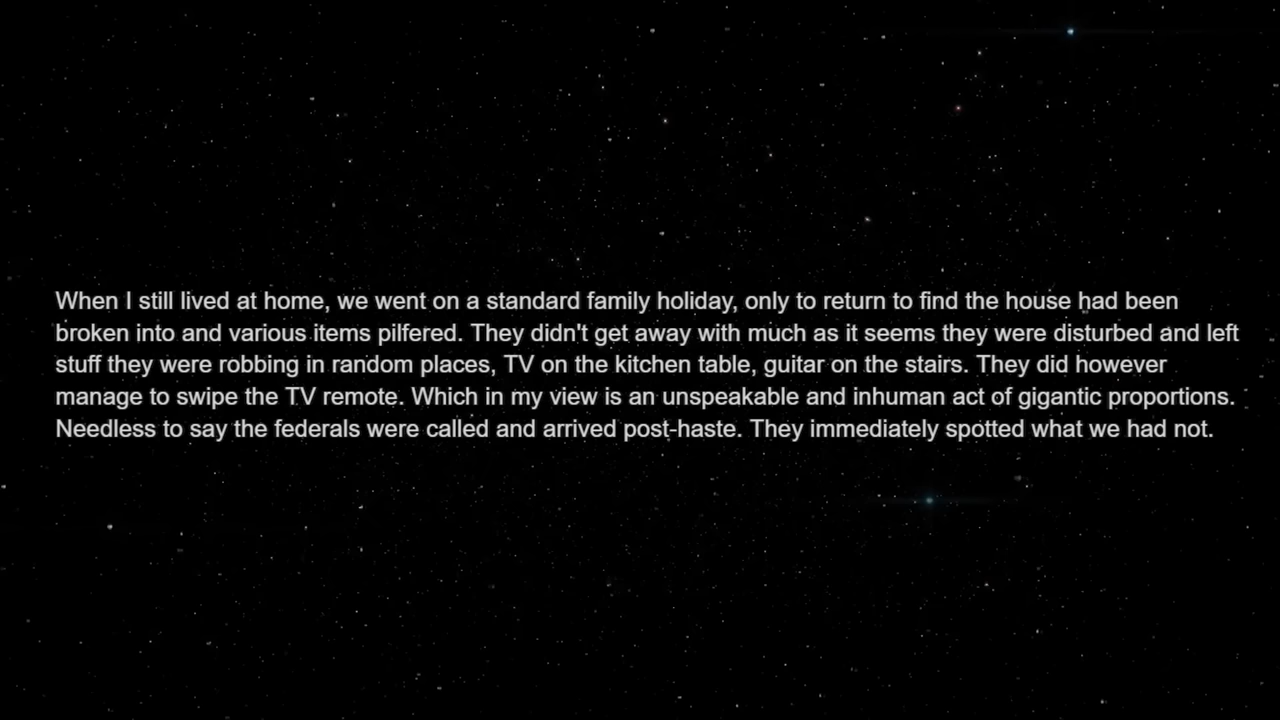 When I still lived at home, we went on a standard family holiday, only to return to find the house had been
broken into and various items pilfered. They didn't get away with much as it seems they were disturbed and left
stuff they were robbing in random places, TV on the kitchen table, guitar on the stairs. They did however
manage to swipe the TV remote. Which in my view is an unspeakable and inhuman act of gigantic proportions.
Needless to say the federals were called and arrived post-haste. They immediately spotted what we had not.